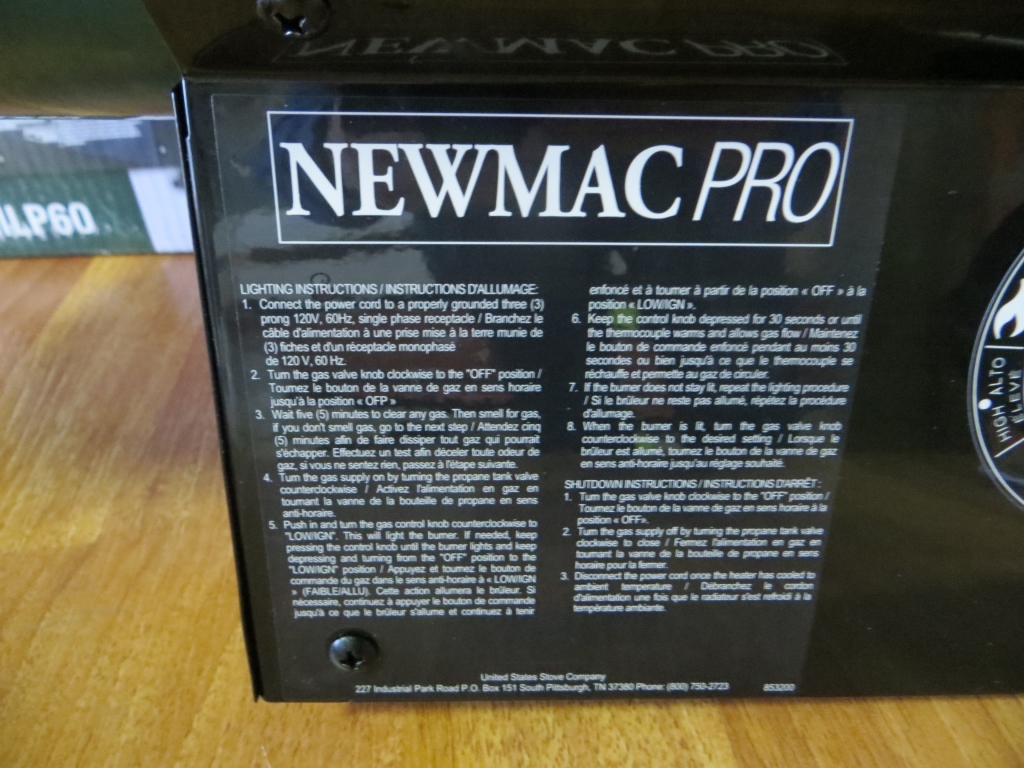 NEWMAC PRO
NEWMAC PRO
LP60
LIGHTING INSTRUCTIONS / INSTRUCTIONS D'ALLUMAGE:
1. Connect the power cord to a properly grounded three (3)
prong 120V, 60Hz, single phase receptacle / Branchez le
câble d'alimentation à une prise mise à la terre munie de
(3) fiches et d'un réceptacle monophasé
de 120 V, 60 Hz.
2. Turn the gas valve knob clockwise to the "OFF" position /
Tournez le bouton de la vanne de gaz en sens horaire
jusqu'à la position « OFP »
3. Wait five (5) minutes to clear any gas. Then smell for gas,
if you don't smell gas, go to the next step / Attendez cinq
(5) minutes afin de faire dissiper tout gaz qui pourrait
s'échapper. Effectuez un test afin déceler toute odeur de
gaz, si vous ne sentez rien, passez à l'étape suivante.
4. Turn the gas supply on by turning the propane tank valve
counterclockwise / Activez l'alimentation en gaz en
tournant la vanne de la bouteille de propane en sens
anti-horaire.
5. Push in and turn the gas control knob counterclockwise to
"LOW/IGN". This will light the burner. If needed, keep
pressing the control knob until the burner lights and keep
depressing and turning from the "OFF" position to the
"LOW/IGN" position / Appuyez et tournez le bouton de
commande du gaz dans le sens anti-horaire à « LOW/IGN
» (FAIBLE/ALLU). Cette action allumera le brûleur. Si
nécessaire, continuez à appuyer le bouton de commande
jusqu'à ce que le brûleur s'allume et continuez à tenir
enfoncé et à tourner à partir de la position « OFF » à la
position « LOW/IGN ».
6. Keep the control knob depressed for 30 seconds or until
the thermocouple warms and allows gas flow / Maintenez
le bouton de commande enfoncé pendant au moins 30
secondes ou bien jusqu'à ce que le thermocouple se
réchauffe et permette au gaz de circuler.
7. If the burner does not stay lit, repeat the lighting procedure
/ Si le brûleur ne reste pas allumé, répétez la procédure
d'allumage.
8. When the burner is lit, turn the gas valve knob
counterclockwise to the desired setting / Lorsque le
brûleur est allumé, tournez le bouton de la vanne de gaz
en sens anti-horaire jusqu'au réglage souhaité.
SHUTDOWN INSTRUCTIONS / INSTRUCTIONS D'ARRÊT :
1. Turn the gas valve knob clockwise to the "OFF" position /
Tournez le bouton de la vanne de gaz en sens horaire à la
position « OFF».
2. Turn the gas supply off by turning the propane tank valve
clockwise to close / Fermez l'alimentation en gaz en
tournant la vanne de la bouteille de propane en sens
horaire pour la fermer.
3. Disconnect the power cord once the heater has cooled to
ambient temperature / Débranchez le cordon
d'alimentation une fois que le radiateur s'est refroidi à la
température ambiante.
HIGH ALTO
ÉLEVÉ
United States Stove Company
227 Industrial Park Road P.O. Box 151 South Pittsburgh, TN 37380 Phone: (800) 750-2723
853200